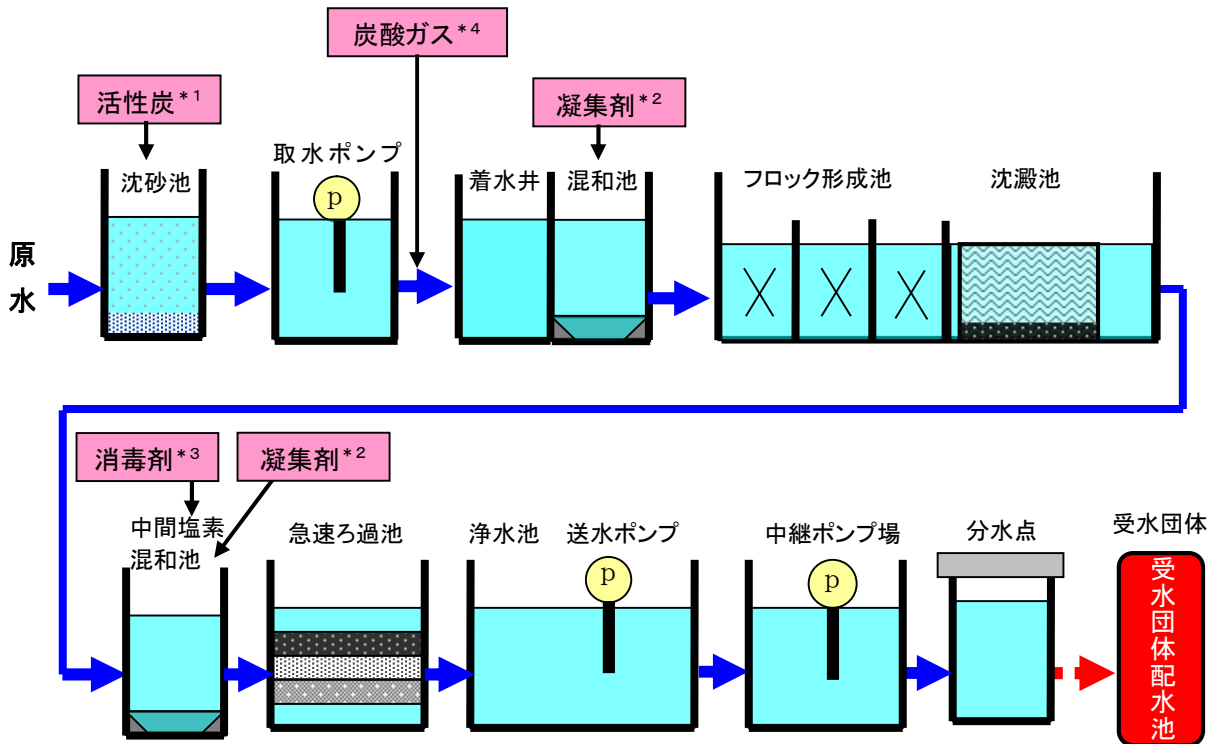 炭酸ガス*4
活性炭*1
凝集剤*2
取水ポンプ
沈砂池
着水井
混和池
フロック形成池
沈澱池
p
原
水
消毒剤*3
凝集剤*2
中間塩素
混和池
急速ろ過池
浄水池
送水ポンプ
中継ポンプ場
分水点
受水団体
p
p
受水団体配水池